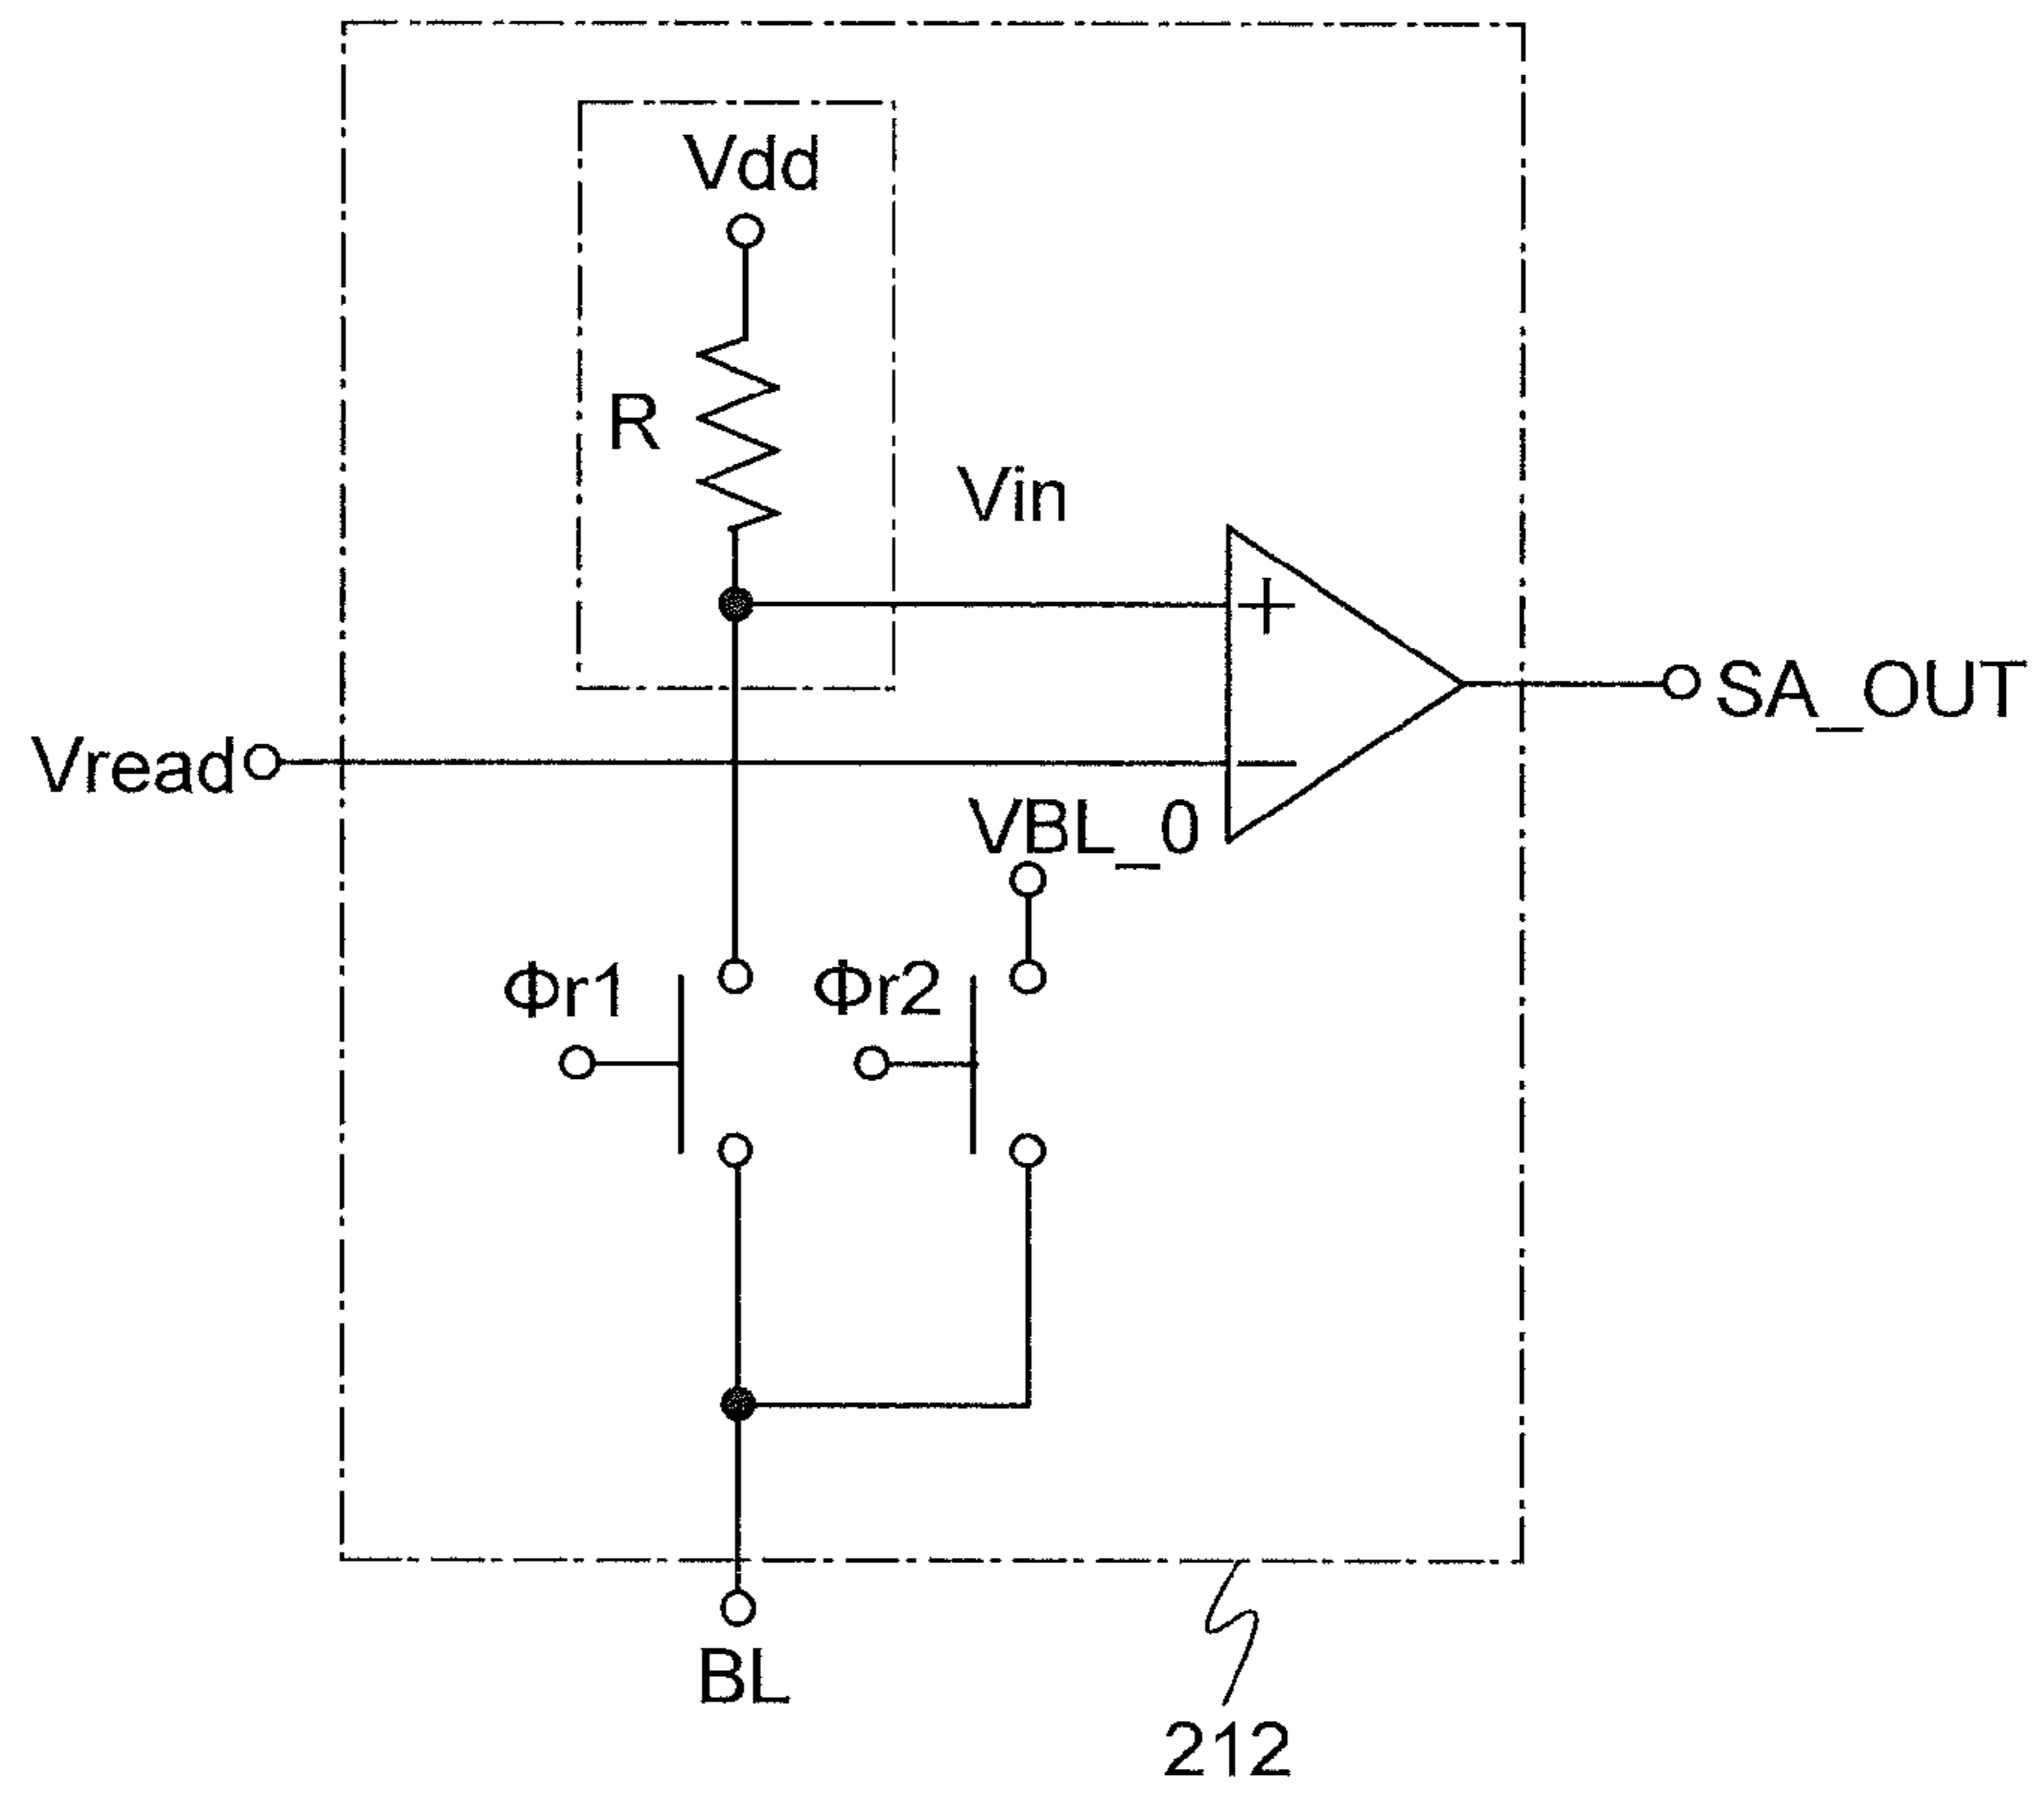 Vdd
R
Vin
+
SA_OUT
Vread
−
VBL_0
Φr1
Φr2
BL
212